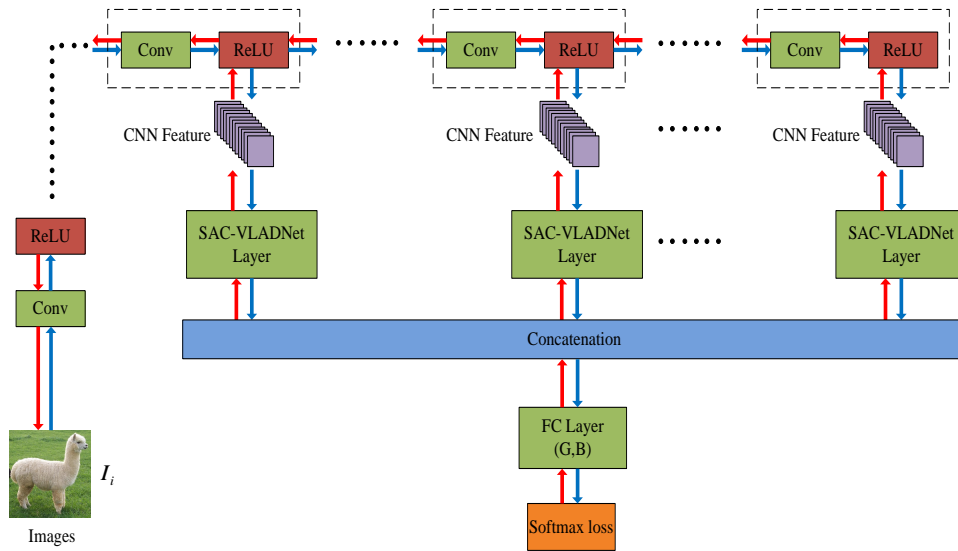 Conv
ReLU
Conv
ReLU
Conv
ReLU
CNN Feature
CNN Feature
CNN Feature
ReLU
SAC-VLADNet
Layer
SAC-VLADNet
Layer
SAC-VLADNet
Layer
Conv
Concatenation
FC Layer
(G,B)
I_i
Softmax loss
Images